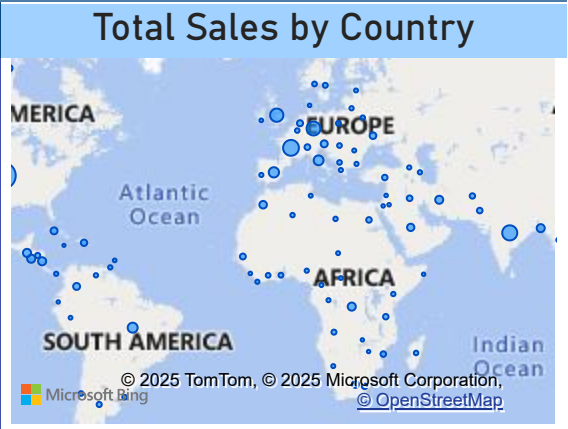 Total Sales by Country
MERICA
EUROPE
Atlantic
Ocean
AFRICA
SOUTH AMERICA
Indian
Ocean
© 2025 TomTom, © 2025 Microsoft Corporation,
Microsoft Bing
© OpenStreetMap